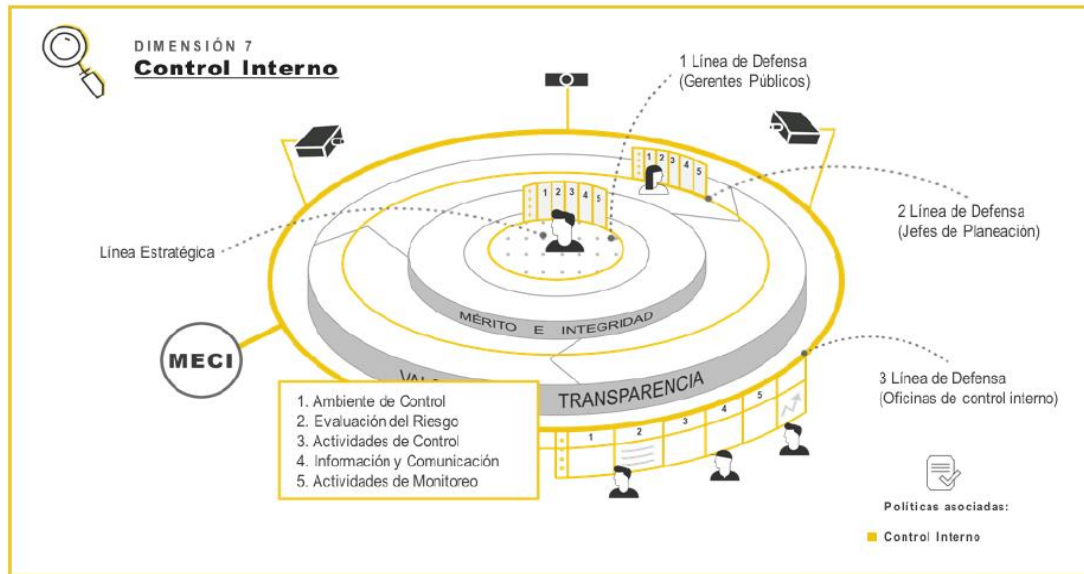 DIMENSIÓN 7
Control Interno
1 Línea de Defensa
(Gerentes Públicos)
1 2 3 4 5
1 2 3 4 5
2 Línea de Defensa
(Jefes de Planeación)
Línea Estratégica
MÉRITO E INTEGRIDAD
MECI
TRANSPARENCIA
3 Línea de Defensa
(Oficinas de control interno)
1. Ambiente de Control
2. Evaluación del Riesgo
3. Actividades de Control
4. Información y Comunicación
5. Actividades de Monitoreo
1 2 3 4 5
Políticas asociadas:
Control Interno